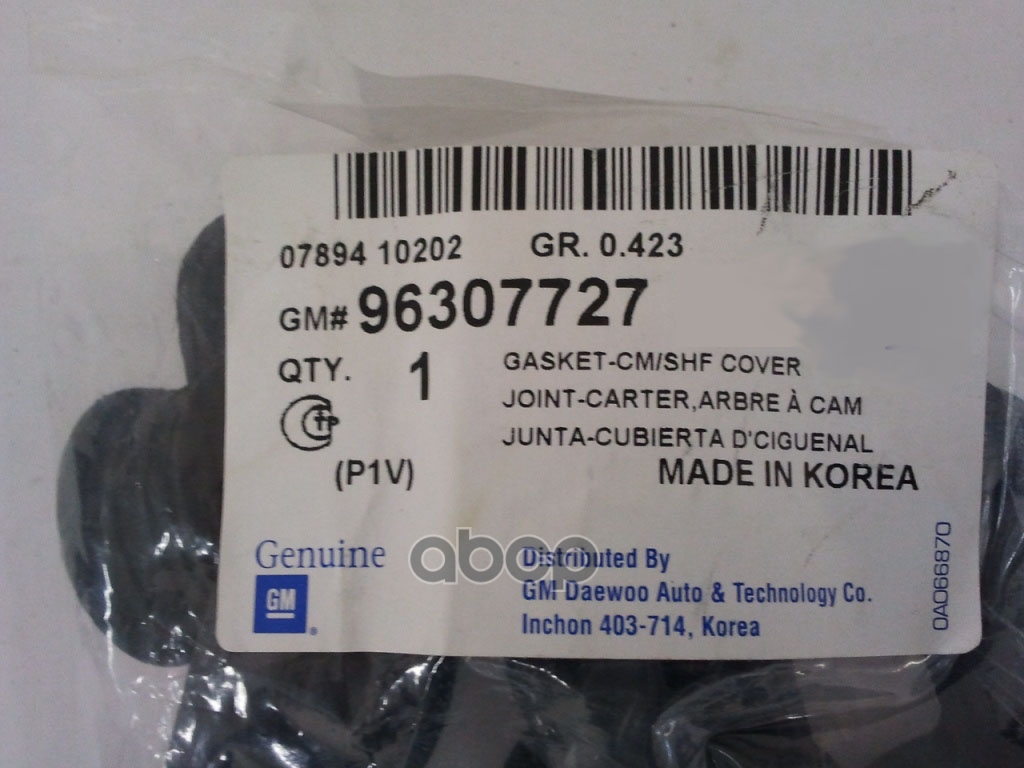 07894 10202 GR. 0.423
GM# 96307727
QTY. 1
GASKET-CM/SHF COVER
JOINT-CARTER,ARBRE À CAM
JUNTA-CUBIERTA D'CIGUENAL
(P1V)
MADE IN KOREA
Genuine
GM
Distributed By
GM Daewoo Auto & Technology Co.
Inchon 403-714, Korea
0A066870
авор